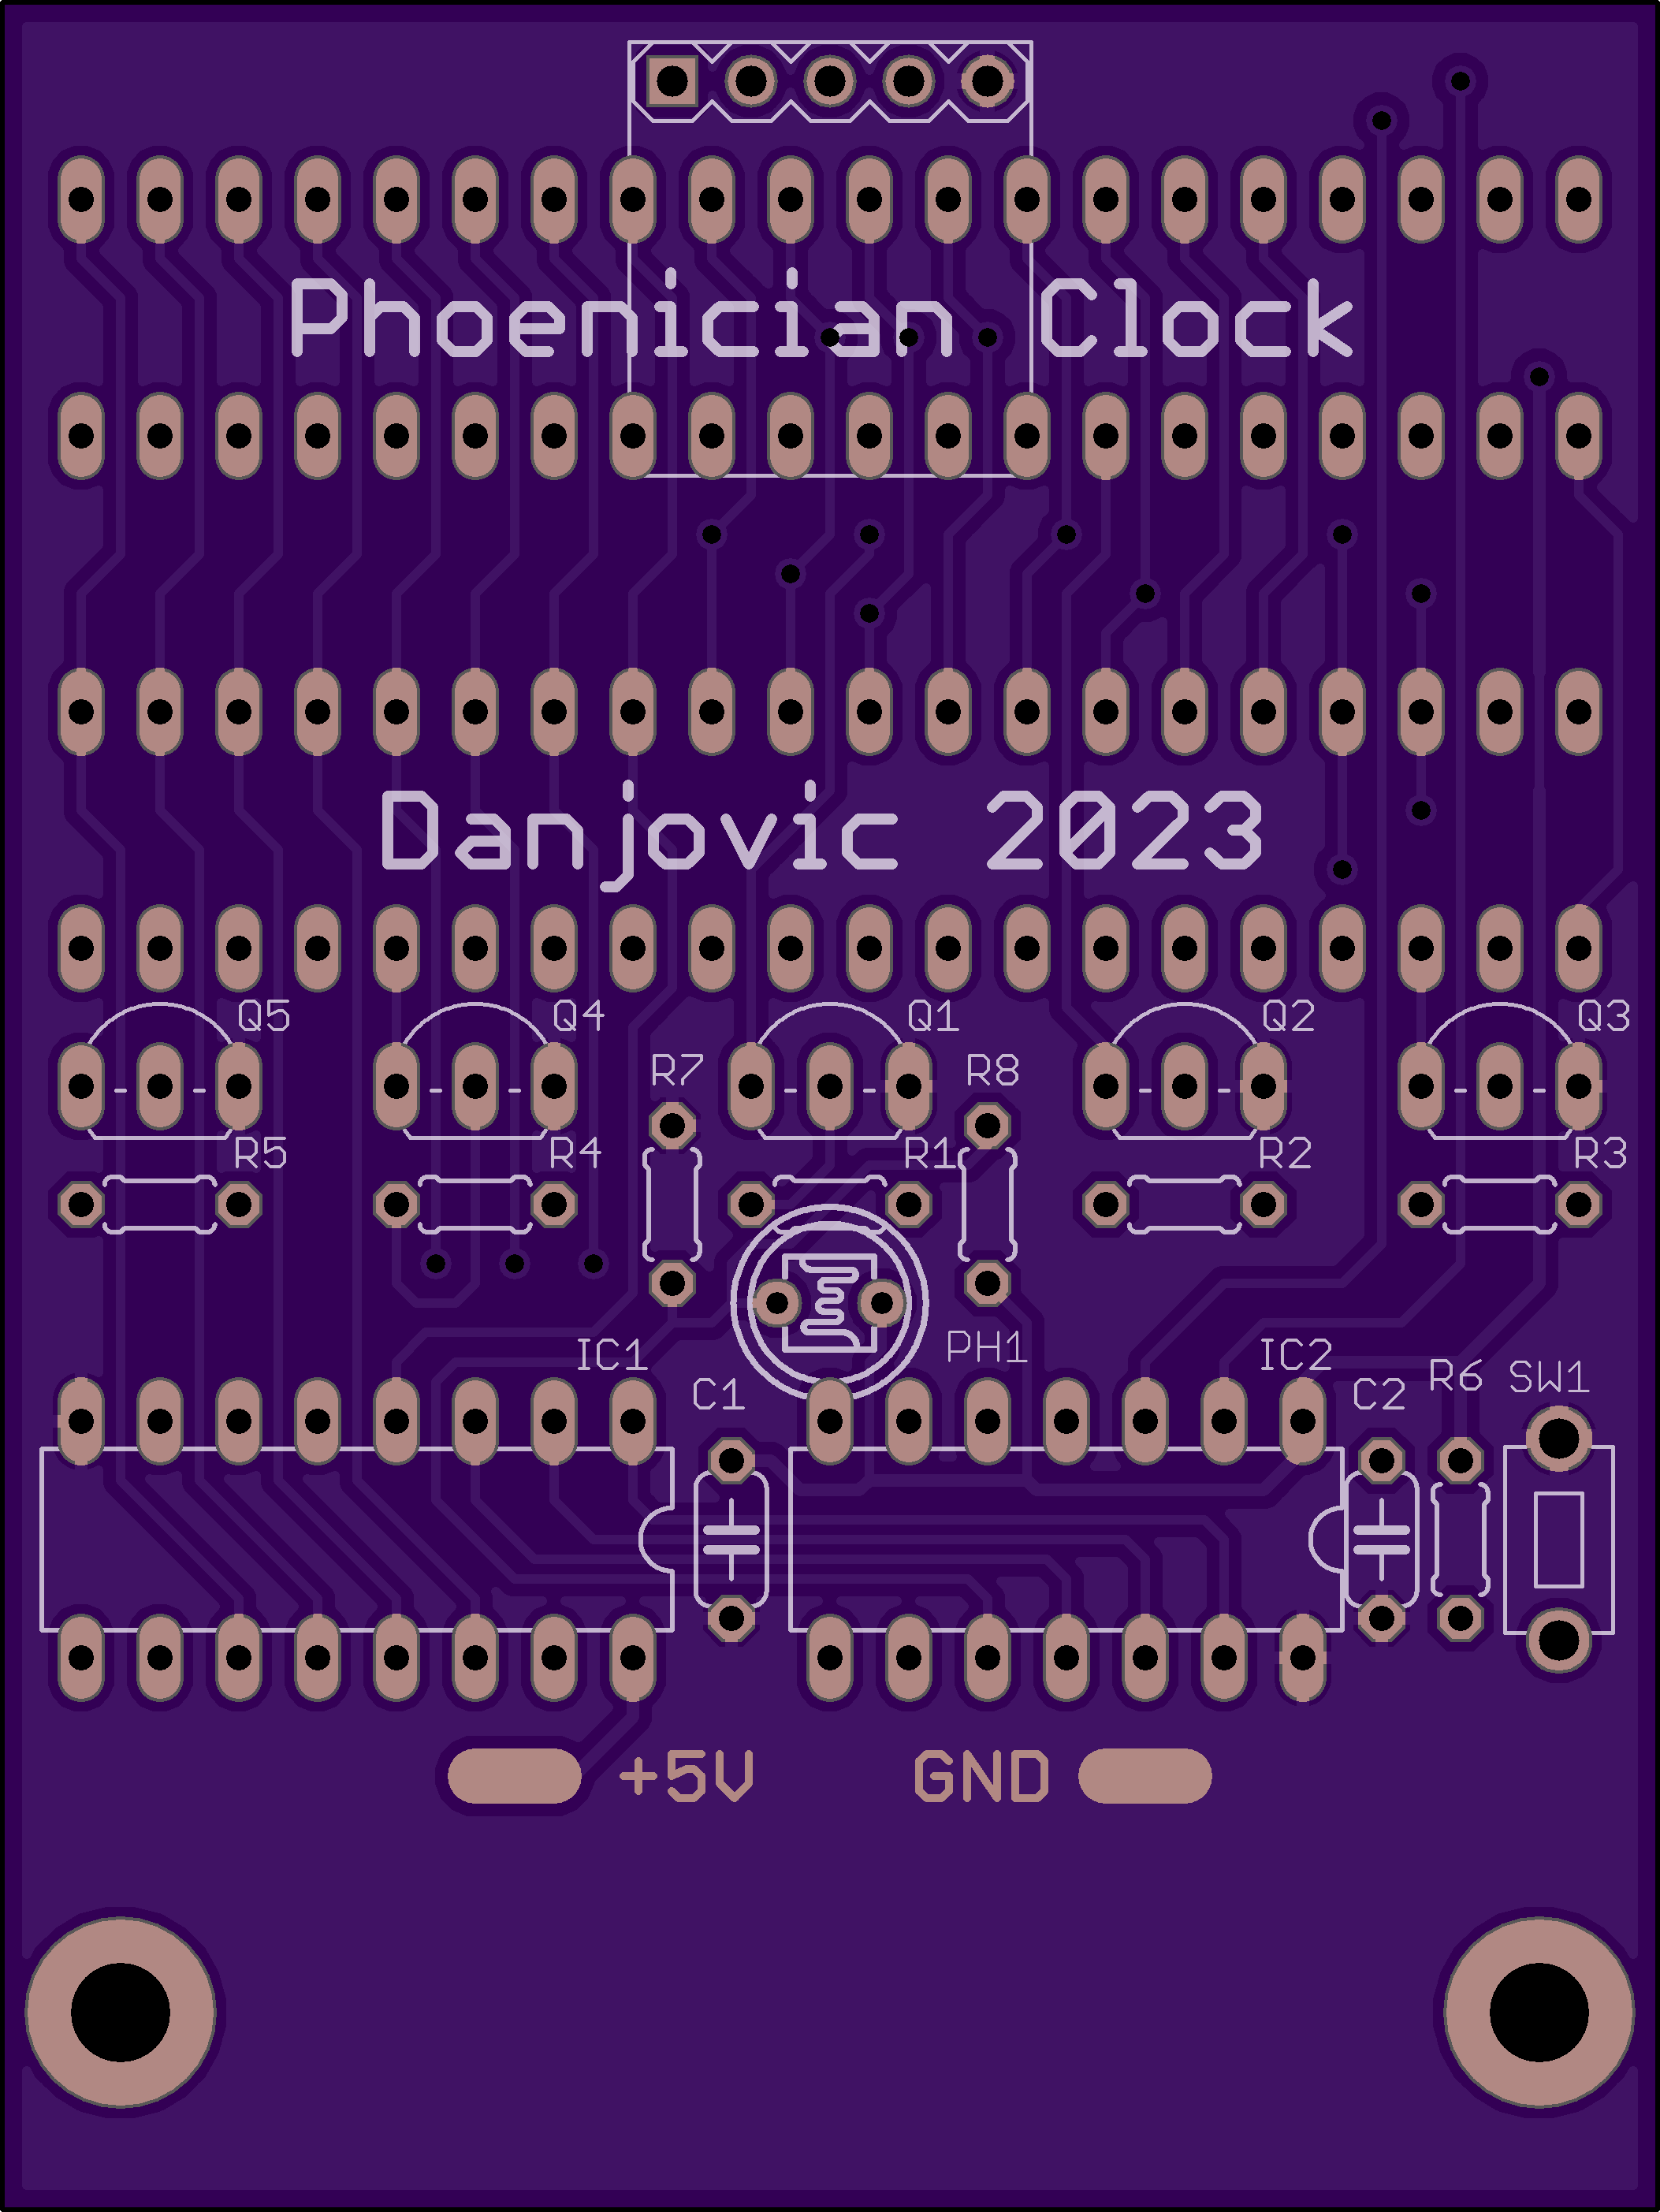 Phoenician Clock
Danjovic 2023
Q5 Q4 Q1 Q2 Q3
R7 R8
R5 R4 R1 R2 R3
IC1 PH1 IC2
C1 C2 R6 SW1
+5V GND